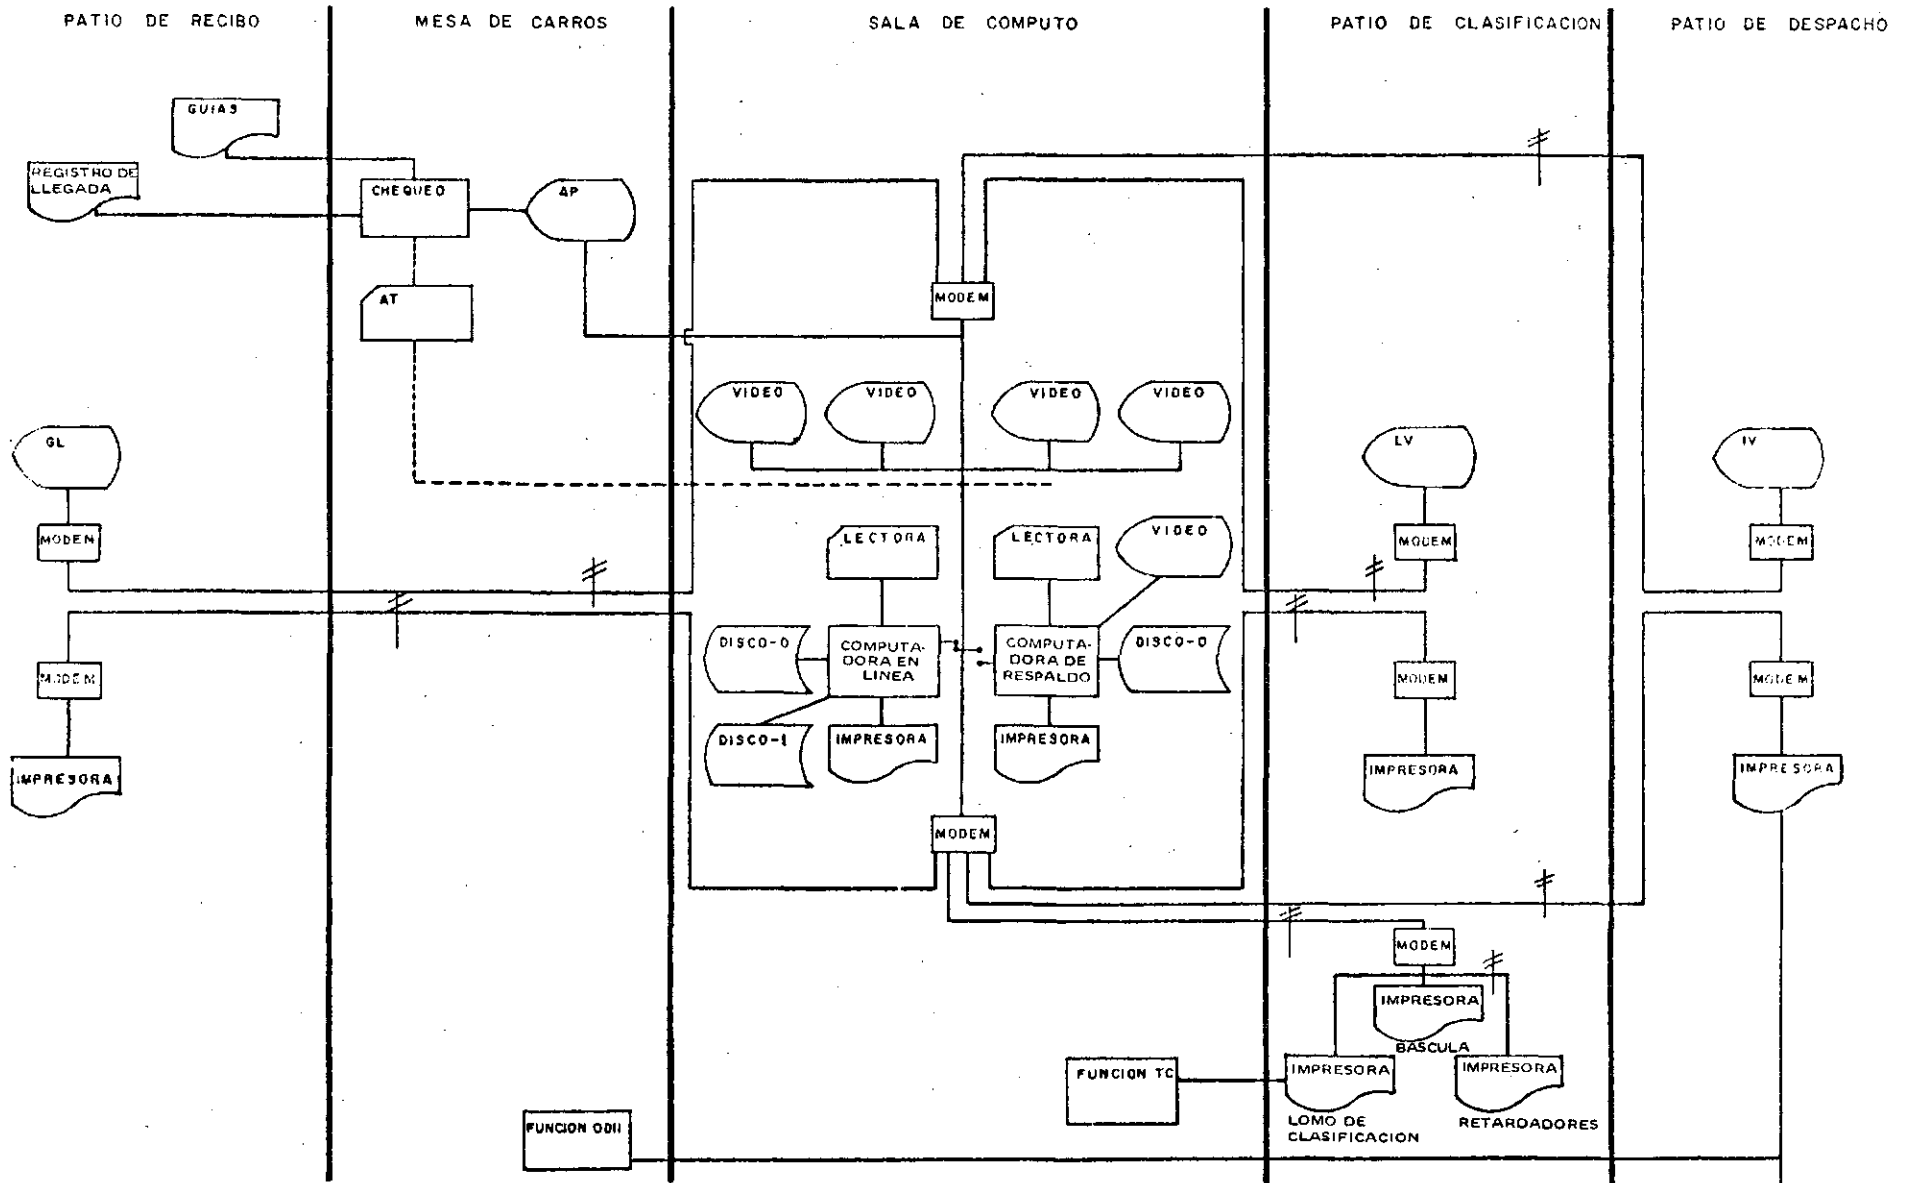 PATIO DE RECIBO
MESA DE CARROS
SALA DE COMPUTO
PATIO DE CLASIFICACION
PATIO DE DESPACHO
GUIAS
REGISTRO DE
LLEGADA
CHEQUEO
AP
AT
MODEM
VIDEO
VIDEO
VIDEO
VIDEO
GL
LV
IV
MODEM
LECTORA
LECTORA
VIDEO
MODEM
MODEM
DISCO-0
COMPUTA-
DORA EN
LINEA
COMPUTA-
DORA DE
RESPALDO
DISCO-0
MODEM
MODEM
MODEM
DISCO-1
IMPRESORA
IMPRESORA
IMPRESORA
IMPRESORA
IMPRESORA
MODEM
MODEM
IMPRESORA
BASCULA
FUNCION TC
IMPRESORA
IMPRESORA
LOMO DE
CLASIFICACION
RETARDADORES
FUNCION